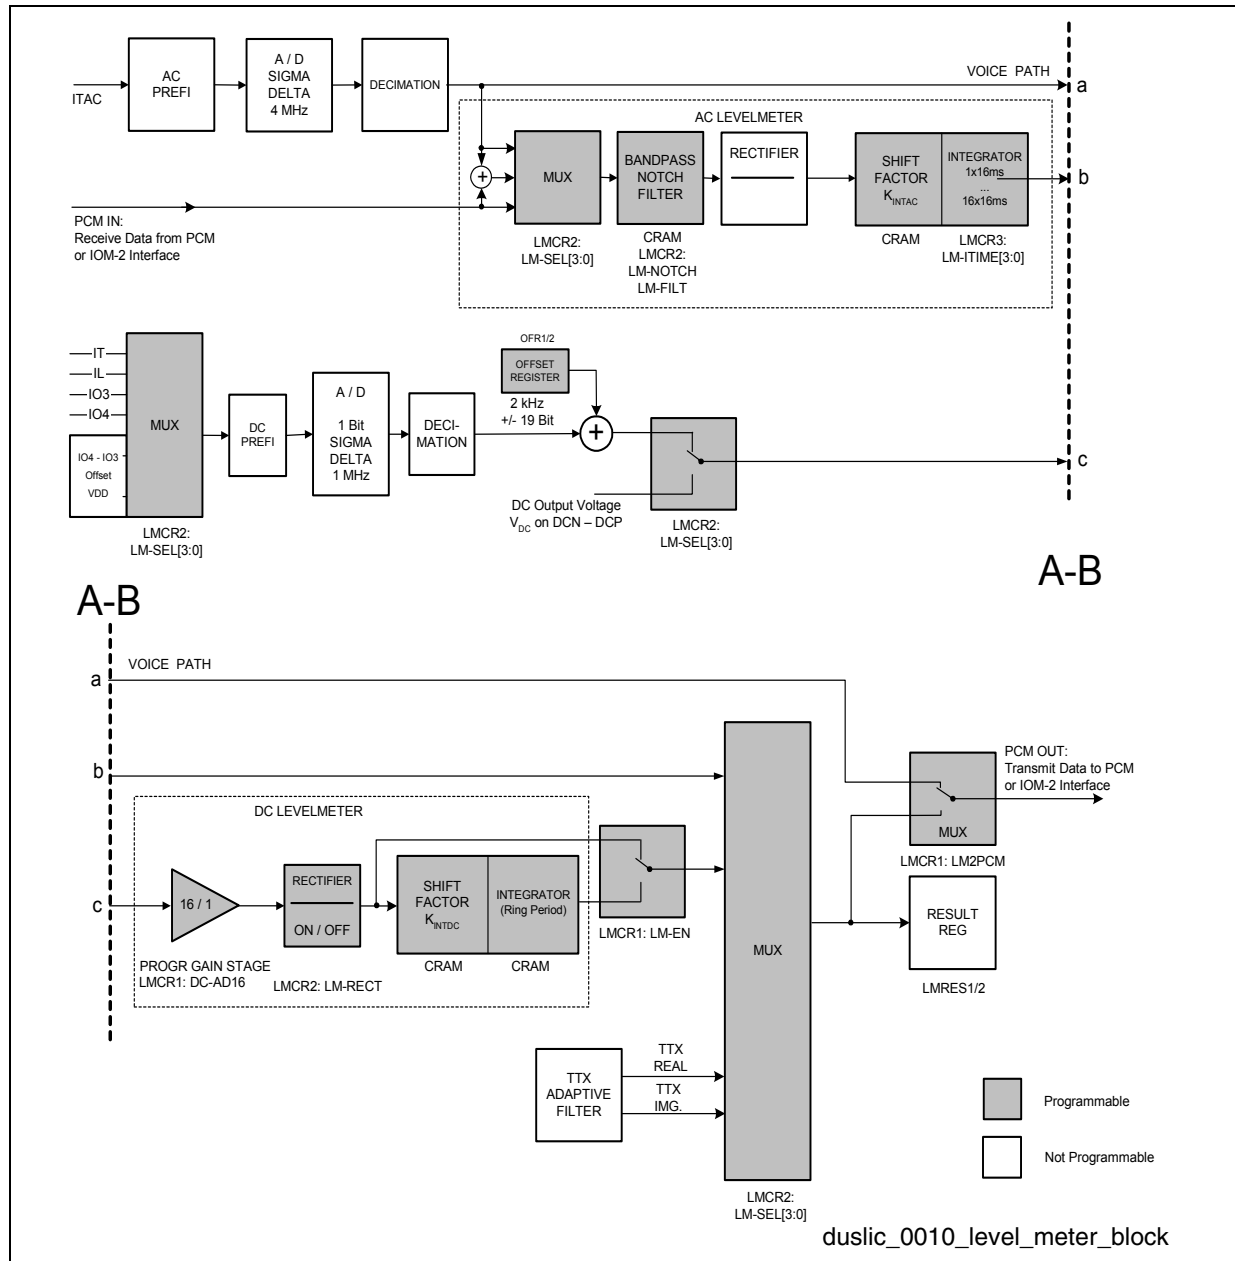 ITAC
AC
PREFI
A / D
SIGMA
DELTA
4 MHz
DECIMATION
VOICE PATH
a
AC LEVELMETER
MUX
BANDPASS
NOTCH
FILTER
RECTIFIER
SHIFT
FACTOR
KINTAC
INTEGRATOR
1x16ms
...
16x16ms
b
+
PCM IN:
Receive Data from PCM
or IOM-2 Interface
LMCR2:
LM-SEL[3:0]
CRAM
LMCR2:
LM-NOTCH
LM-FILT
CRAM
LMCR3:
LM-ITIME[3:0]
IT
IL
IO3
IO4
IO4 - IO3
Offset
VDD
MUX
LMCR2:
LM-SEL[3:0]
DC
PREFI
A / D
1 Bit
SIGMA
DELTA
1 MHz
DECI-
MATION
OFR1/2
OFFSET
REGISTER
2 kHz
+/- 19 Bit
+
DC Output Voltage
VDC on DCN – DCP
LMCR2:
LM-SEL[3:0]
c
A-B
A-B
a
VOICE PATH
b
DC LEVELMETER
c
16 / 1
PROGR GAIN STAGE
LMCR1: DC-AD16
RECTIFIER
ON / OFF
LMCR2: LM-RECT
SHIFT
FACTOR
KINTDC
INTEGRATOR
(Ring Period)
CRAM
CRAM
LMCR1: LM-EN
MUX
LMCR2:
LM-SEL[3:0]
PCM OUT:
Transmit Data to PCM
or IOM-2 Interface
MUX
LMCR1: LM2PCM
RESULT
REG
LMRES1/2
TTX
ADAPTIVE
FILTER
TTX
REAL
TTX
IMG.
Programmable
Not Programmable
duslic_0010_level_meter_block